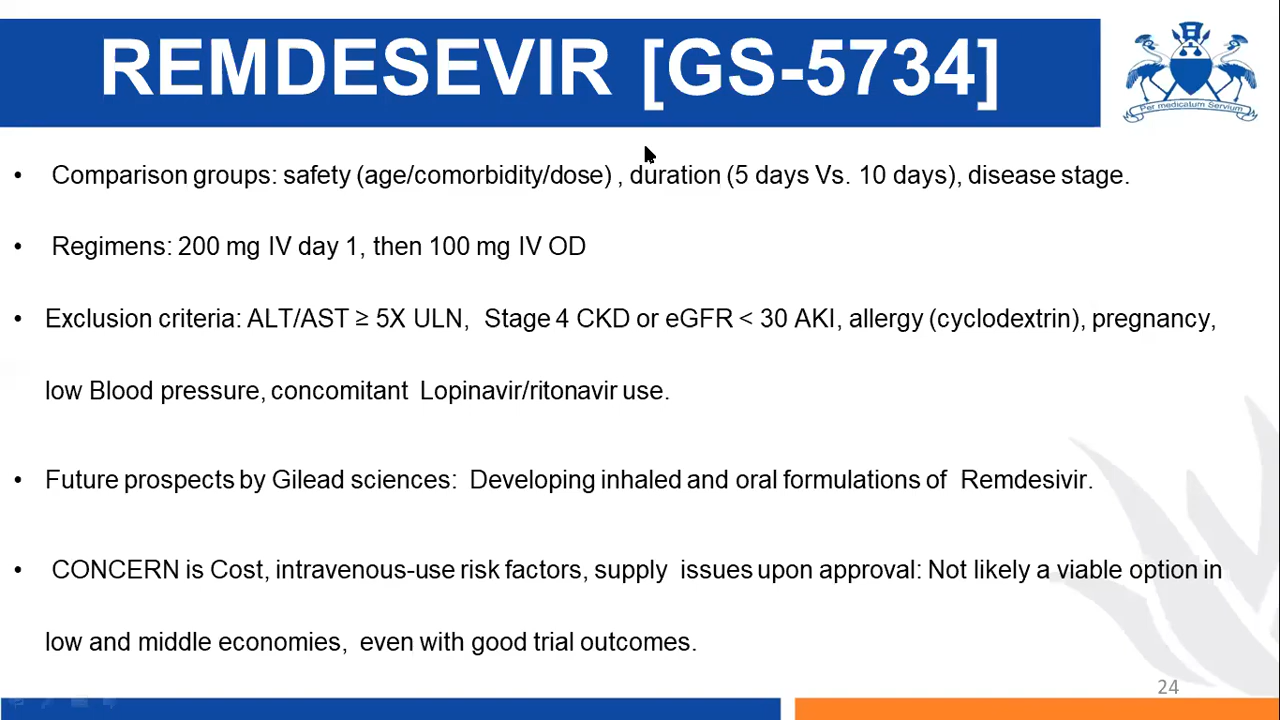 REMDESEVIR [GS-5734]
Per medicatum Servium
• Comparison groups: safety (age/comorbidity/dose) , duration (5 days Vs. 10 days), disease stage.
• Regimens: 200 mg IV day 1, then 100 mg IV OD
• Exclusion criteria: ALT/AST ≥ 5X ULN, Stage 4 CKD or eGFR < 30 AKI, allergy (cyclodextrin), pregnancy,
low Blood pressure, concomitant Lopinavir/ritonavir use.
• Future prospects by Gilead sciences: Developing inhaled and oral formulations of Remdesivir.
• CONCERN is Cost, intravenous-use risk factors, supply issues upon approval: Not likely a viable option in
low and middle economies, even with good trial outcomes.
24